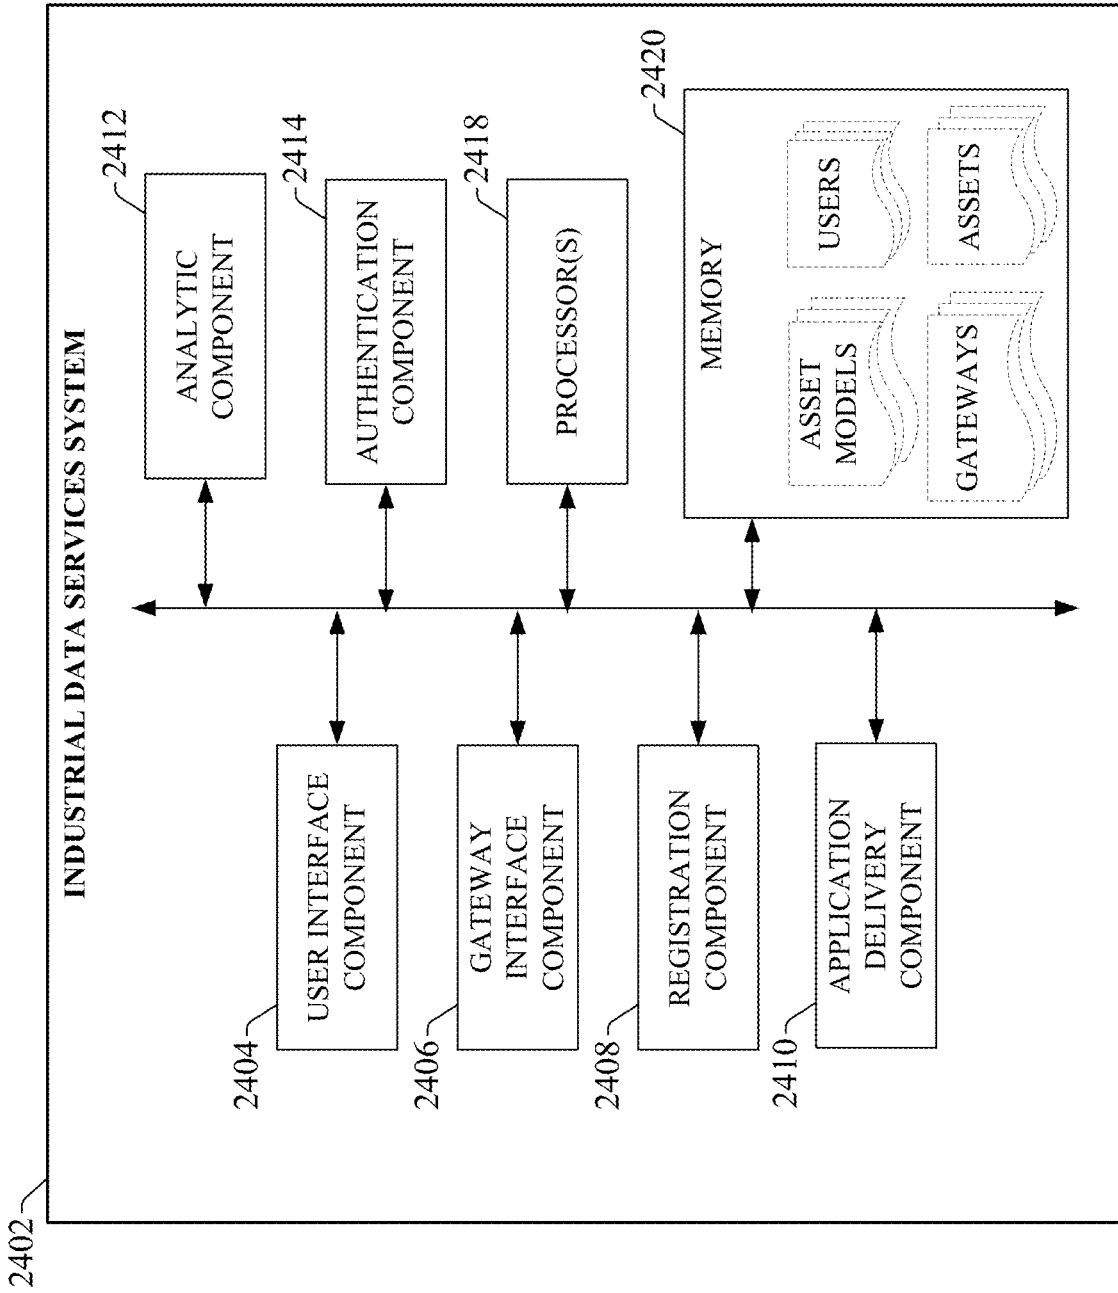 2402
INDUSTRIAL DATA SERVICES SYSTEM
2404
USER INTERFACE
COMPONENT
2406
GATEWAY
INTERFACE
COMPONENT
2408
REGISTRATION
COMPONENT
2410
APPLICATION
DELIVERY
COMPONENT
2412
ANALYTIC
COMPONENT
2414
AUTHENTICATION
COMPONENT
2418
PROCESSOR(S)
2420
MEMORY
ASSET
MODELS
USERS
GATEWAYS
ASSETS